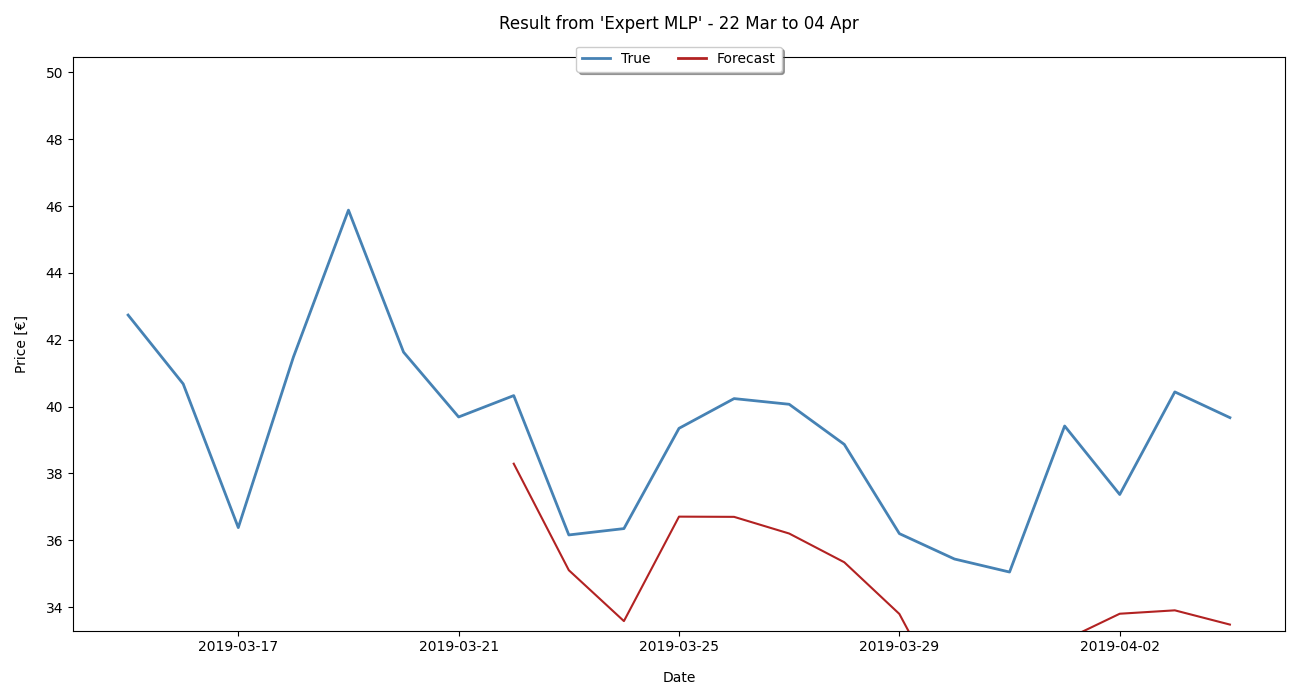 Result from 'Expert MLP' - 22 Mar to 04 Apr
True Forecast
50
48
46
44
42
40
38
36
34
Price [€]
2019-03-17 2019-03-21 2019-03-25 2019-03-29 2019-04-02
Date